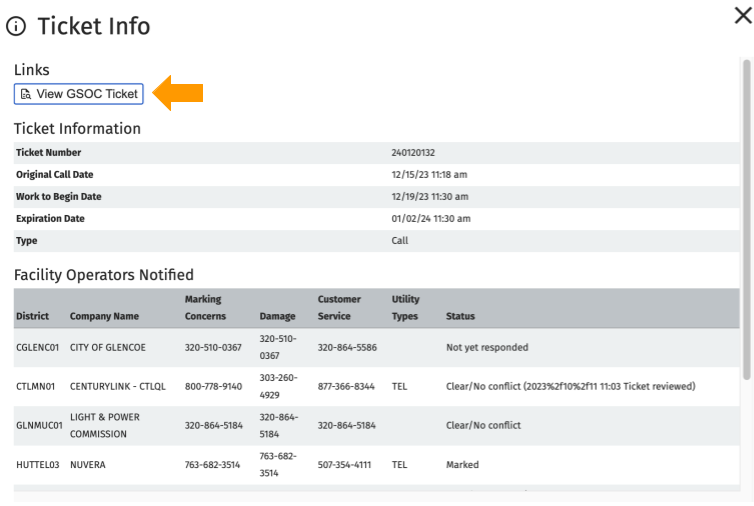 Ticket Info
Links
View GSOC Ticket
Ticket Information
Ticket Number 240120132
Original Call Date 12/15/23 11:18 am
Work to Begin Date 12/19/23 11:30 am
Expiration Date 01/02/24 11:30 am
Type Call
Facility Operators Notified
District Company Name Marking Concerns Damage Customer Service Utility Types Status
CGLENC01 CITY OF GLENCOE 320-510-0367 320-510-0367 320-864-5586 Not yet responded
CTLMN01 CENTURYLINK - CTLQL 800-778-9140 303-260-4929 877-366-8344 TEL Clear/No conflict (2023%2f10%2f11 11:03 Ticket reviewed)
GLNMUC01 LIGHT & POWER COMMISSION 320-864-5184 320-864-5184 320-864-5184 Clear/No conflict
HUTTEL03 NUVERA 763-682-3514 763-682-3514 507-354-4111 TEL Marked